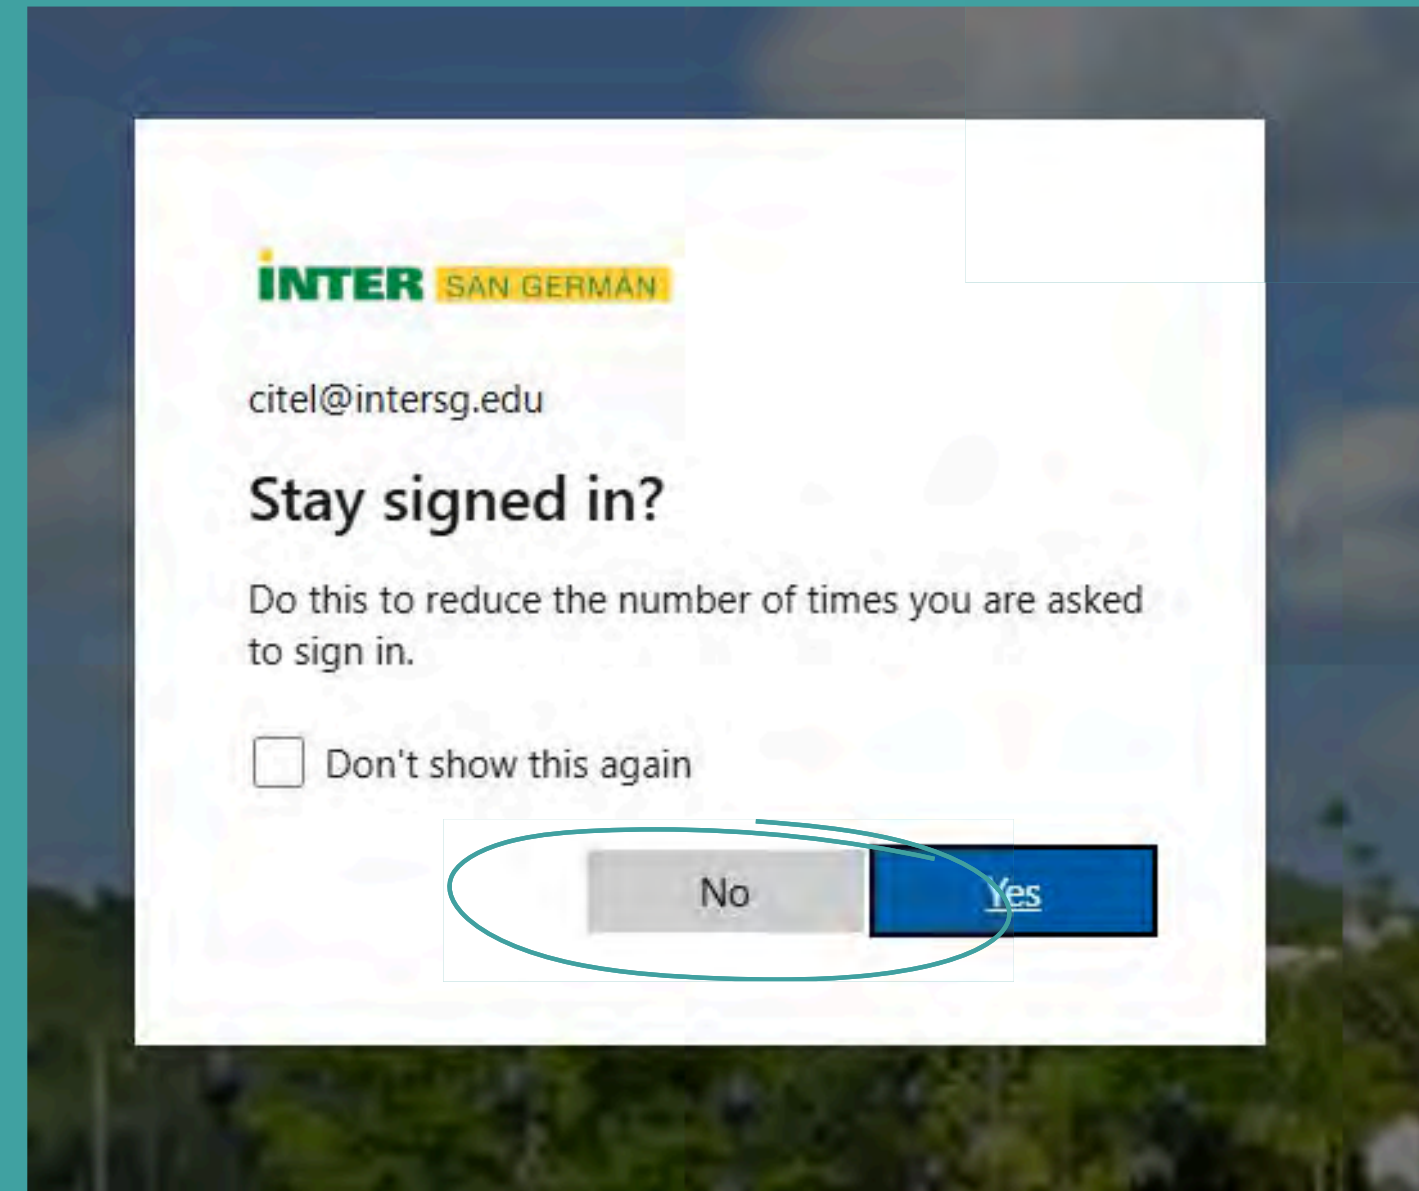 INTER SAN GERMÁN
citel@intersg.edu
Stay signed in?
Do this to reduce the number of times you are asked
to sign in.
Don't show this again
No Yes